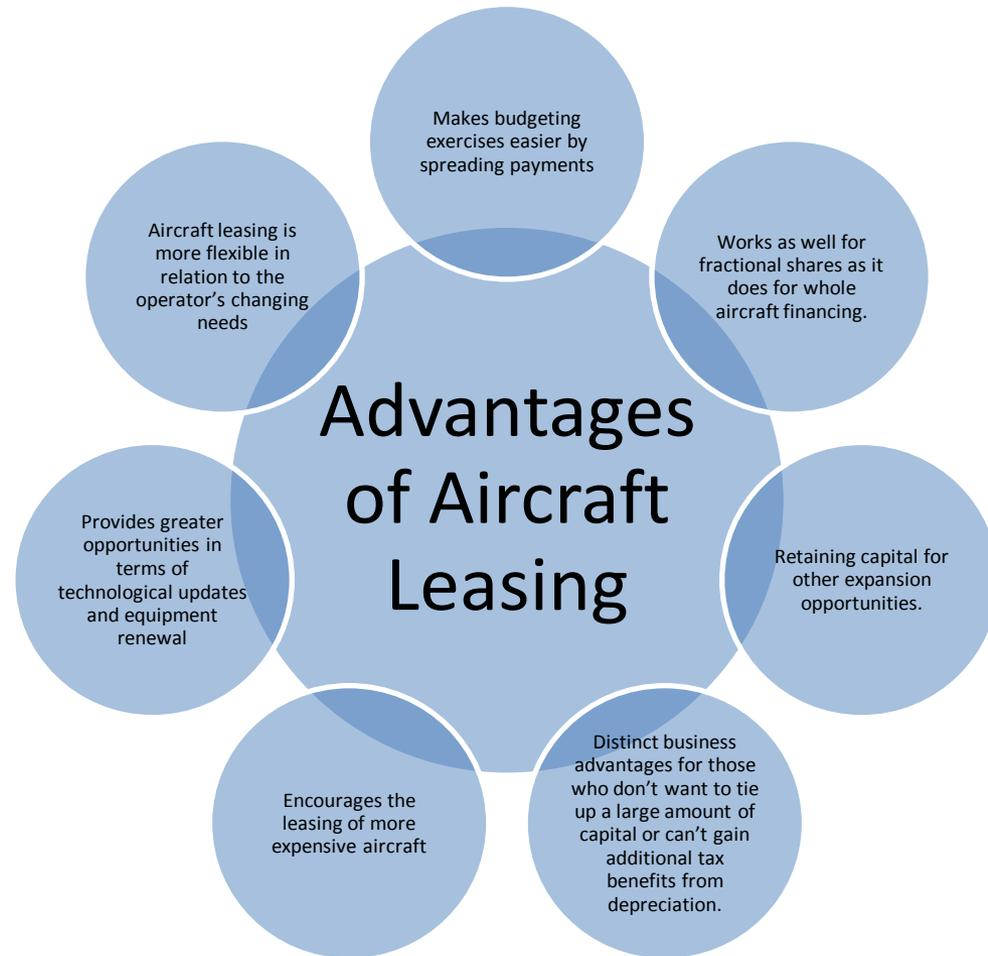 Makes budgeting
exercises easier by
spreading payments
Works as well for
fractional shares as it
does for whole
aircraft financing.
Retaining capital for
other expansion
opportunities.
Distinct business
advantages for those
who don’t want to tie
up a large amount of
capital or can’t gain
additional tax
benefits from
depreciation.
Encourages the
leasing of more
expensive aircraft
Provides greater
opportunities in
terms of
technological updates
and equipment
renewal
Aircraft leasing is
more flexible in
relation to the
operator’s changing
needs
Advantages
of Aircraft
Leasing